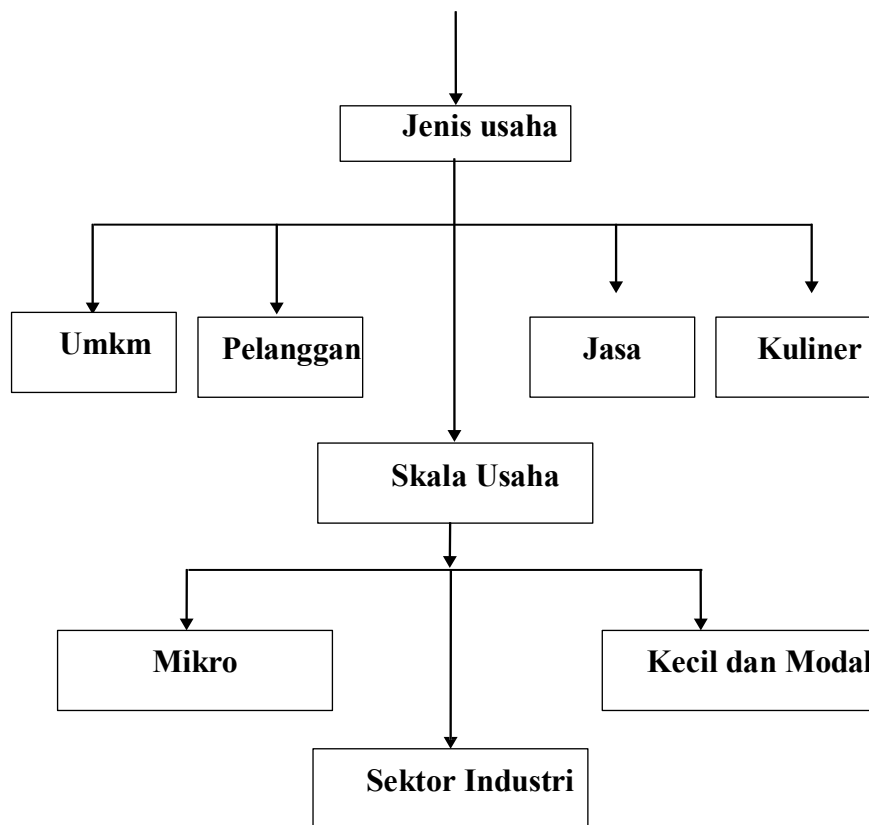 Jenis usaha
Umkm
Pelanggan
Jasa
Kuliner
Skala Usaha
Mikro
Kecil dan Modal
Sektor Industri